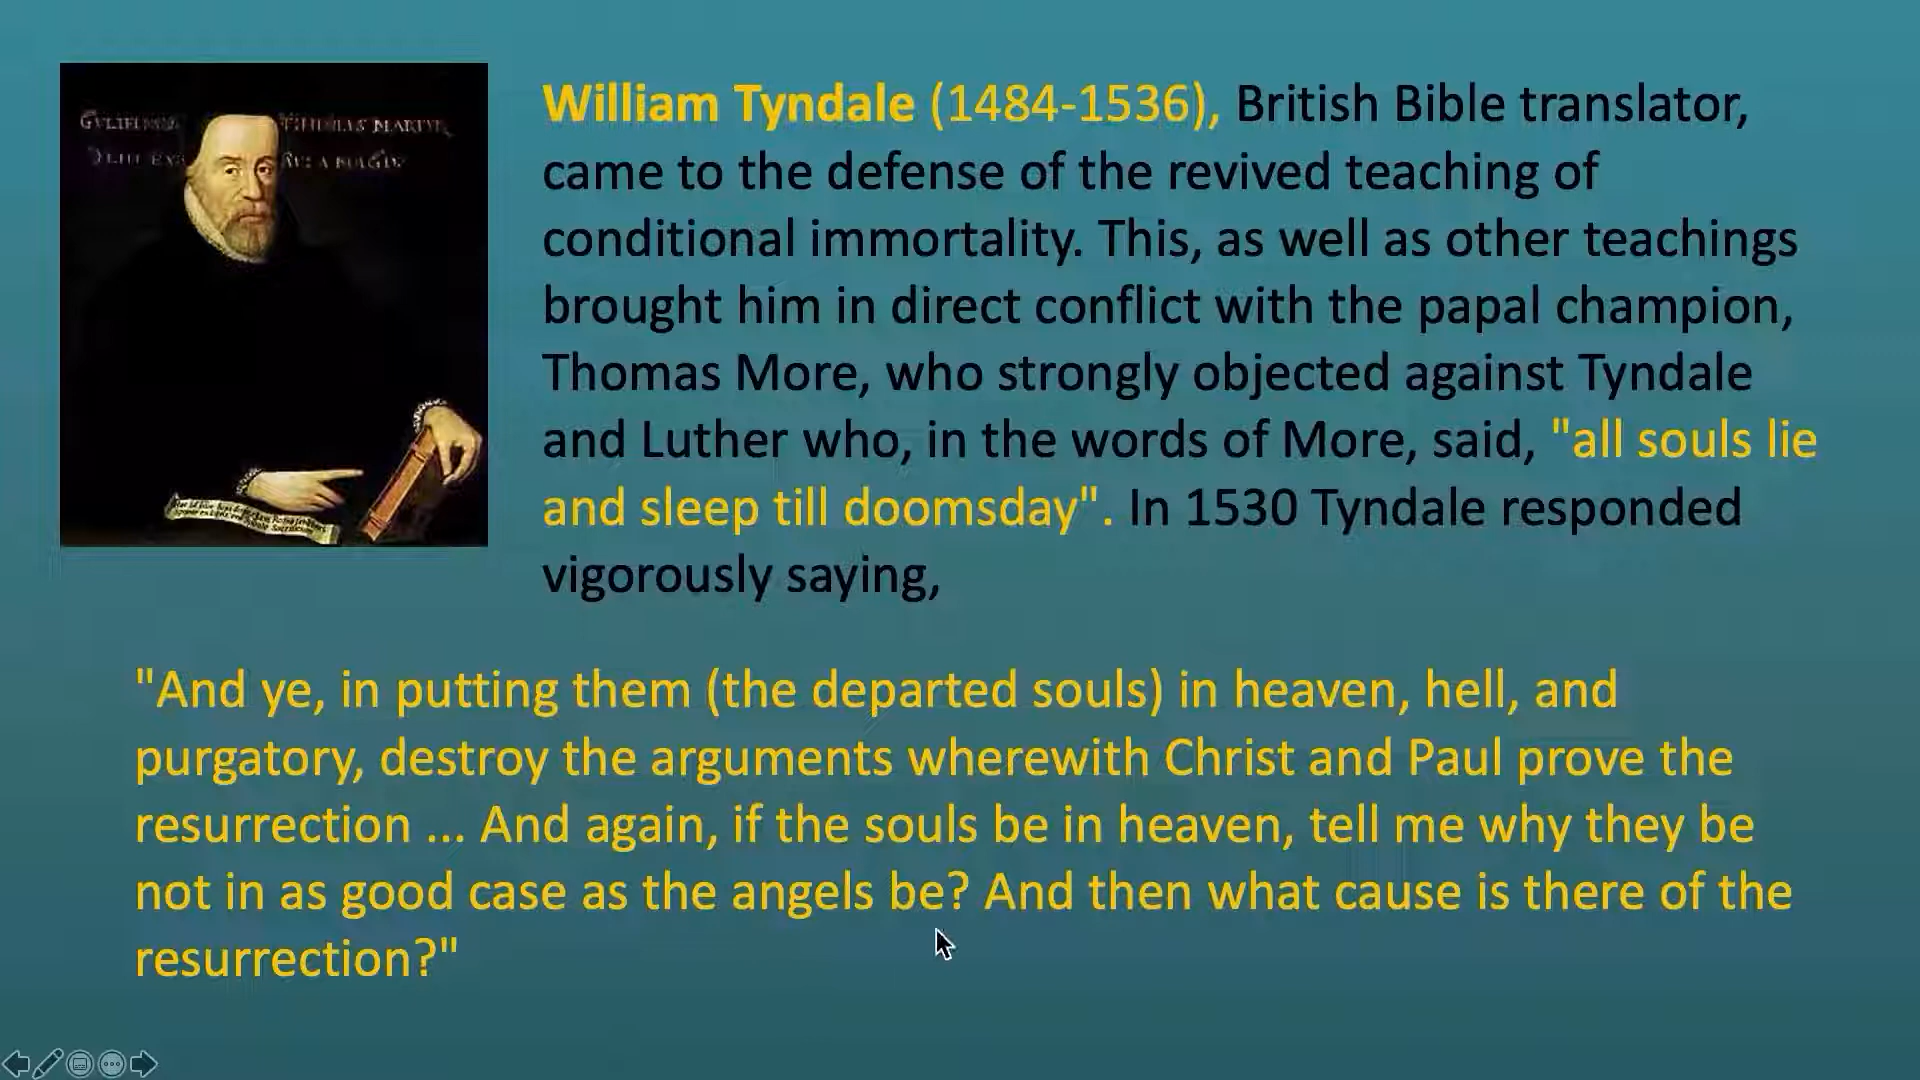 William Tyndale (1484-1536), British Bible translator,
came to the defense of the revived teaching of
conditional immortality. This, as well as other teachings
brought him in direct conflict with the papal champion,
Thomas More, who strongly objected against Tyndale
and Luther who, in the words of More, said, "all souls lie
and sleep till doomsday". In 1530 Tyndale responded
vigorously saying,
"And ye, in putting them (the departed souls) in heaven, hell, and
purgatory, destroy the arguments wherewith Christ and Paul prove the
resurrection ... And again, if the souls be in heaven, tell me why they be
not in as good case as the angels be? And then what cause is there of the
resurrection?"